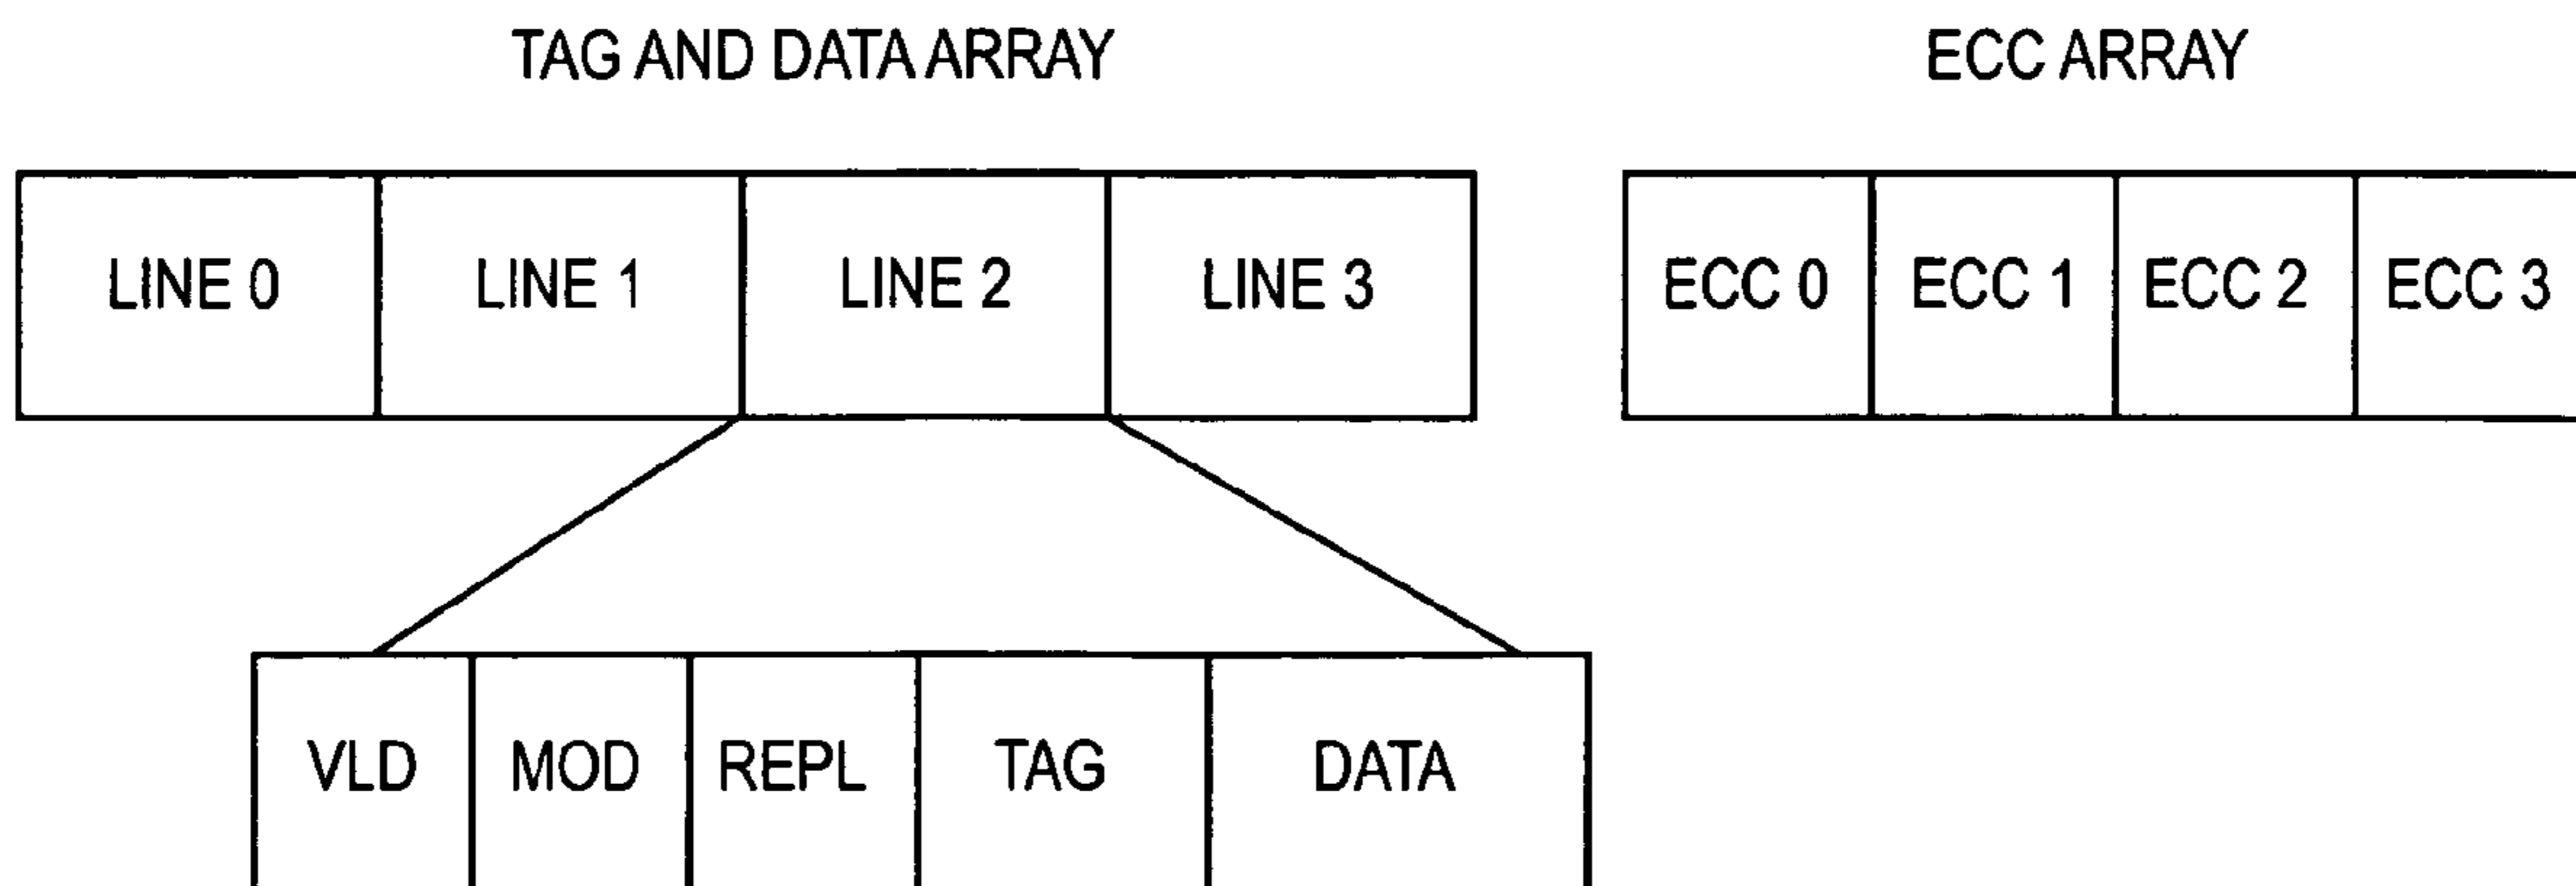 TAG AND DATA ARRAY
ECC ARRAY
LINE 0 LINE 1 LINE 2 LINE 3 ECC 0 ECC 1 ECC 2 ECC 3
VLD MOD REPL TAG DATA